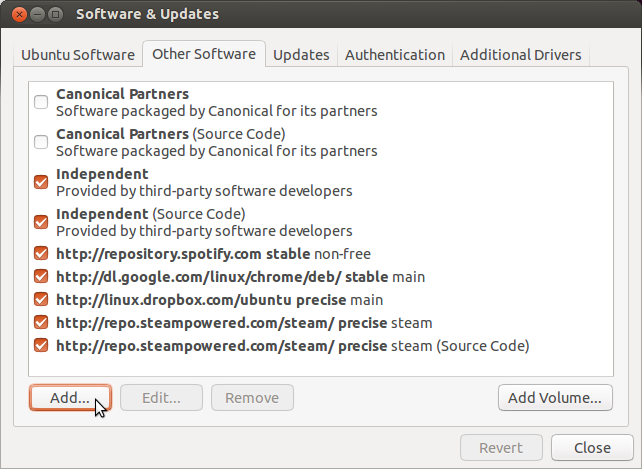 Software & Updates
Ubuntu Software Other Software Updates Authentication Additional Drivers
Canonical Partners
Software packaged by Canonical for its partners
Canonical Partners (Source Code)
Software packaged by Canonical for its partners
Independent
Provided by third-party software developers
Independent (Source Code)
Provided by third-party software developers
http://repository.spotify.com stable non-free
http://dl.google.com/linux/chrome/deb/ stable main
http://linux.dropbox.com/ubuntu precise main
http://repo.steampowered.com/steam/ precise steam
http://repo.steampowered.com/steam/ precise steam (Source Code)
Add... Edit... Remove Add Volume...
Revert Close